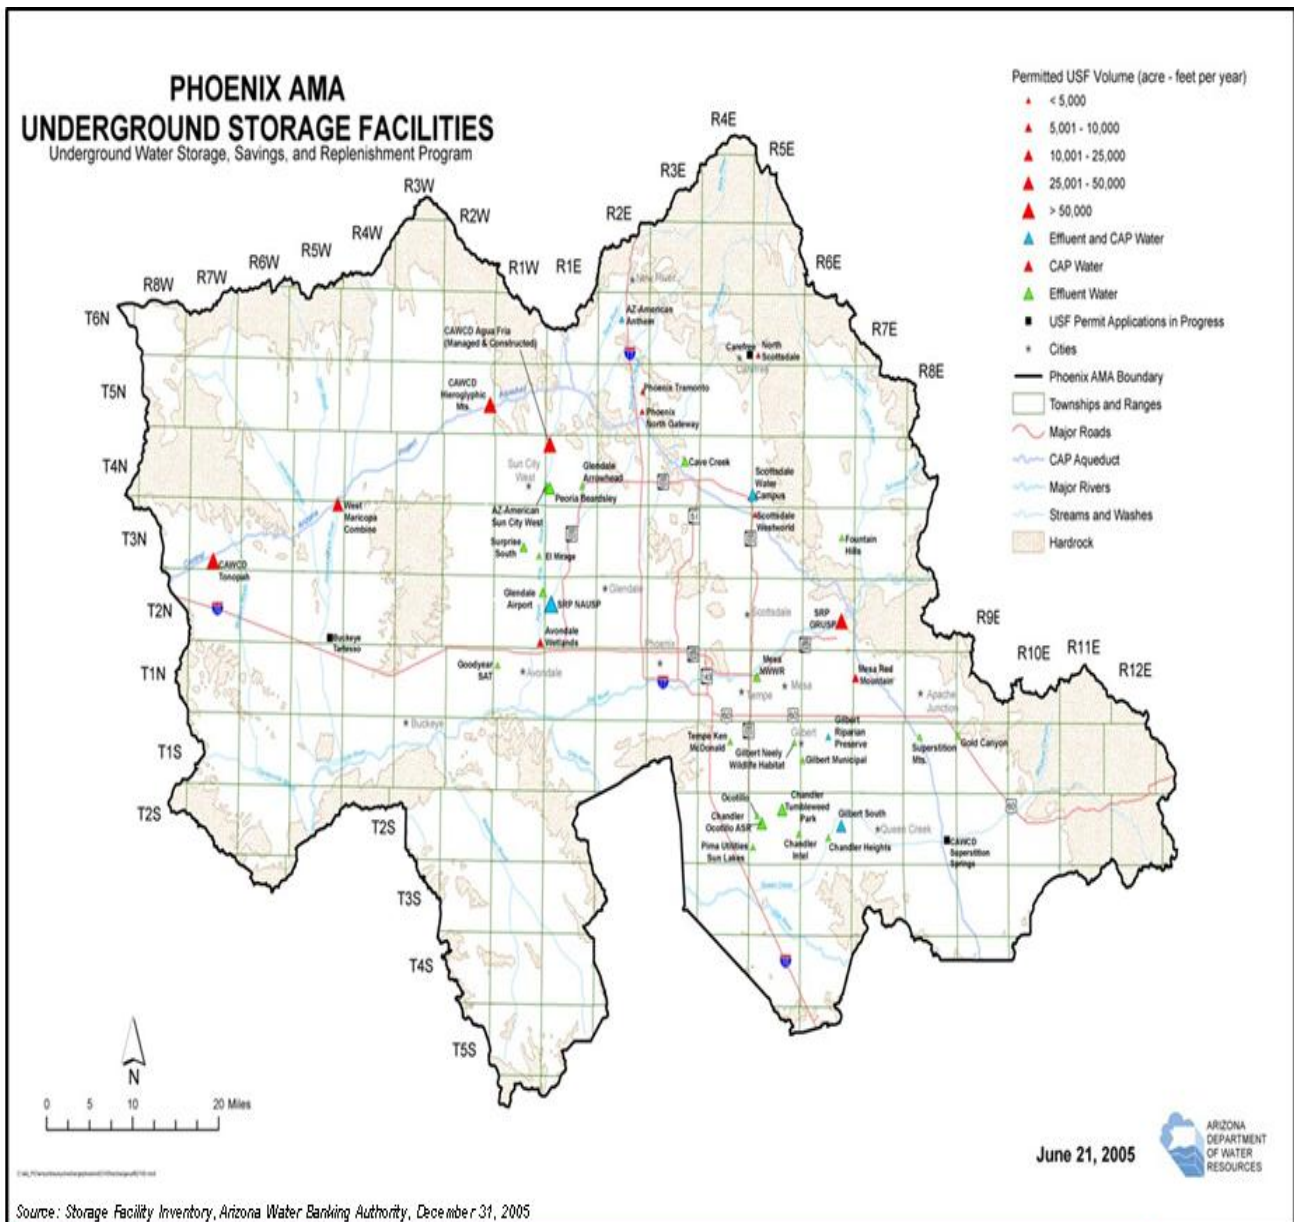 PHOENIX AMA
UNDERGROUND STORAGE FACILITIES
Underground Water Storage, Savings, and Replenishment Program
Permitted USF Volume (acre - feet per year)
< 5,000
5,001 - 10,000
10,001 - 25,000
25,001 - 50,000
> 50,000
Effluent and CAP Water
CAP Water
Effluent Water
USF Permit Applications in Progress
Cities
Phoenix AMA Boundary
Townships and Ranges
Major Roads
CAP Aqueduct
Major Rivers
Streams and Washes
Hardrock
R8W
R7W
R6W
R5W
R4W
R3W
R2W
R1W
R1E
R2E
R3E
R4E
R5E
R6E
R7E
R8E
R9E
R10E
R11E
R12E
T6N
T5N
T4N
T3N
T2N
T1N
T1S
T2S
T2S
T3S
T4S
T5S
New River
AZ-American
Anthem
CAWCD Agua Fria
(Managed & Constructed)
Carefree
North
Scottsdale
Carefree
CAWCD
Hieroglyphic
Mts.
Phoenix Tramonto
Phoenix
North Gateway
Sun City
West
Glendale
Arrowhead
Cave Creek
Scottsdale
Water
Campus
Peoria Beardsley
AZ-American
Sun City West
West
Maricopa
Combine
Scottsdale
Westworld
Surprise
South
El Mirage
Fountain
Hills
CAWCD
Tonopah
Glendale
Airport
SRP NAUSP
Glendale
Scottsdale
SRP
GRUSP
Buckeye
Tartesso
Avondale
Wetlands
Phoenix
Goodyear
SAT
Avondale
Mesa
NWWR
Mesa
Tempe
Mesa Red
Mountain
Apache
Junction
Buckeye
Tempe Ken
McDonald
Gilbert
Gilbert Neely
Wildlife Habitat
Gilbert
Riparian
Preserve
Gilbert Municipal
Superstition
Mts.
Gold Canyon
Ocotillo
Chandler
Ocotillo ASR
Chandler
Tumbleweed
Park
Gilbert South
Pima Utilities
Sun Lakes
Chandler
Intel
Chandler Heights
Queen Creek
CAWCD
Superstition
Springs
N
0 5 10 20 Miles
June 21, 2005
ARIZONA
DEPARTMENT
OF WATER
RESOURCES
Source: Storage Facility Inventory, Arizona Water Banking Authority, December 31, 2005